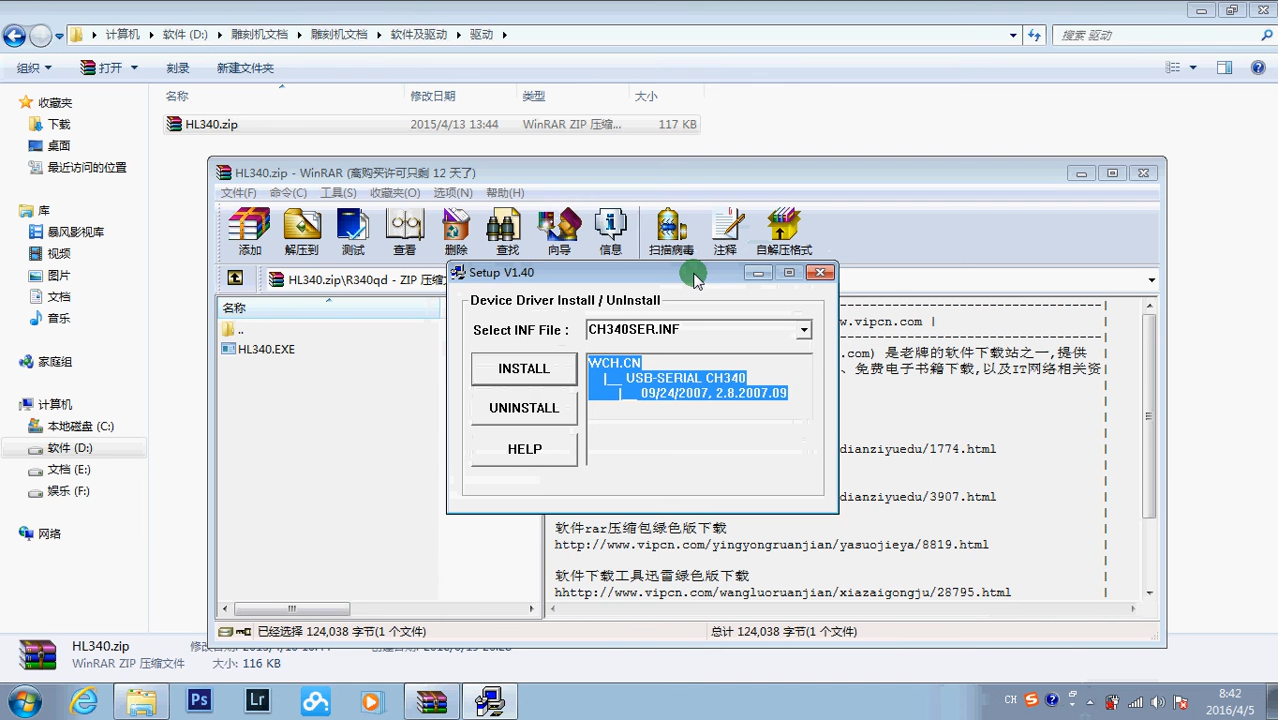 计算机 软件 (D:) 雕刻机文档 雕刻机文档 软件及驱动 驱动
搜索 驱动
组织 打开 刻录 新建文件夹
名称 修改日期 类型 大小
HL340.zip 2015/4/13 13:44 WinRAR ZIP 压缩... 117 KB
收藏夹
下载
桌面
最近访问的位置
库
暴风影视库
视频
图片
文档
音乐
家庭组
计算机
本地磁盘 (C:)
软件 (D:)
文档 (E:)
娱乐 (F:)
网络
HL340.zip - WinRAR (离购买许可只剩 12 天了)
文件(F) 命令(C) 工具(S) 收藏夹(O) 选项(N) 帮助(H)
添加 解压到 测试 查看 删除 查找 向导 信息 扫描病毒 注释 自解压格式
HL340.zip\R340qd - ZIP 压缩
名称
..
HL340.EXE
Setup V1.40
Device Driver Install / UnInstall
Select INF File : CH340SER.INF
INSTALL
UNINSTALL
HELP
WCH.CN
|__ USB-SERIAL CH340
|__ 09/24/2007, 2.8.2007.09
w.vipcn.com |
com) 是老牌的软件下载站之一,提供
、免费电子书籍下载,以及IT网络相关资
dianziyuedu/1774.html
dianziyuedu/3907.html
软件rar压缩包绿色版下载
http://www.vipcn.com/yingyongruanjian/yasuojieya/8819.html
软件下载工具迅雷绿色版下载
hhttp://www.vipcn.com/wangluoruanjian/xiazaigongju/28795.html
已经选择 124,038 字节(1 个文件) 总计 124,038 字节(1 个文件)
HL340.zip
WinRAR ZIP 压缩文件 大小: 116 KB
Ps Lr
CH
8:42
2016/4/5